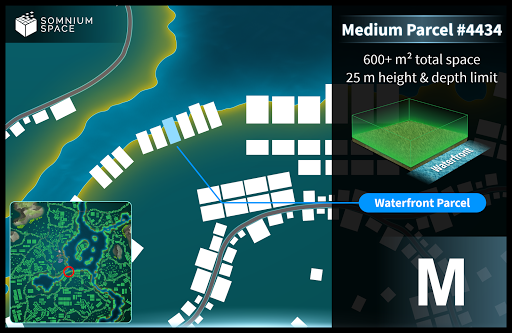 SOMNIUM
SPACE
Medium Parcel #4434
600+ m² total space
25 m height & depth limit
Waterfront
Waterfront Parcel
M